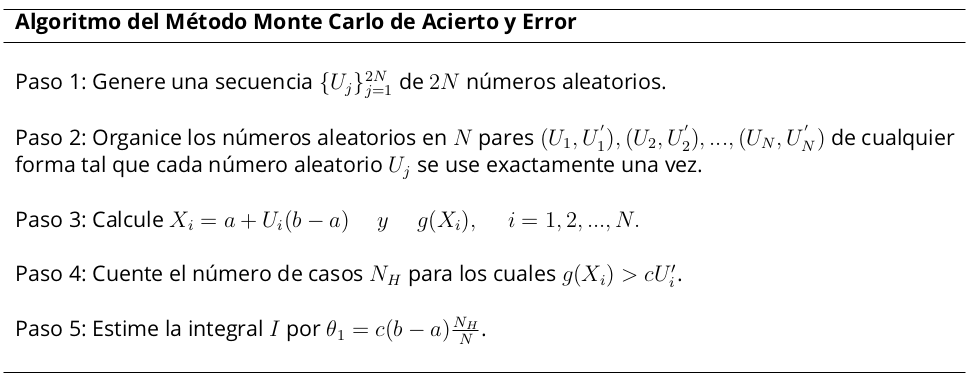 Algoritmo del Método Monte Carlo de Acierto y Error
Paso 1: Genere una secuencia $\{U_j\}_{j=1}^{2N}$ de $2N$ números aleatorios.
Paso 2: Organice los números aleatorios en $N$ pares $(U_1, U_1^{'}), (U_2, U_2^{'}), ..., (U_N, U_N^{'})$ de cualquier
forma tal que cada número aleatorio $U_j$ se use exactamente una vez.
Paso 3: Calcule $X_i = a + U_i(b - a)$ $y$ $g(X_i)$, $i = 1, 2, ..., N.$
Paso 4: Cuente el número de casos $N_H$ para los cuales $g(X_i) > cU_i'$.
Paso 5: Estime la integral $I$ por $\theta_1 = c(b - a)\frac{N_H}{N}$.